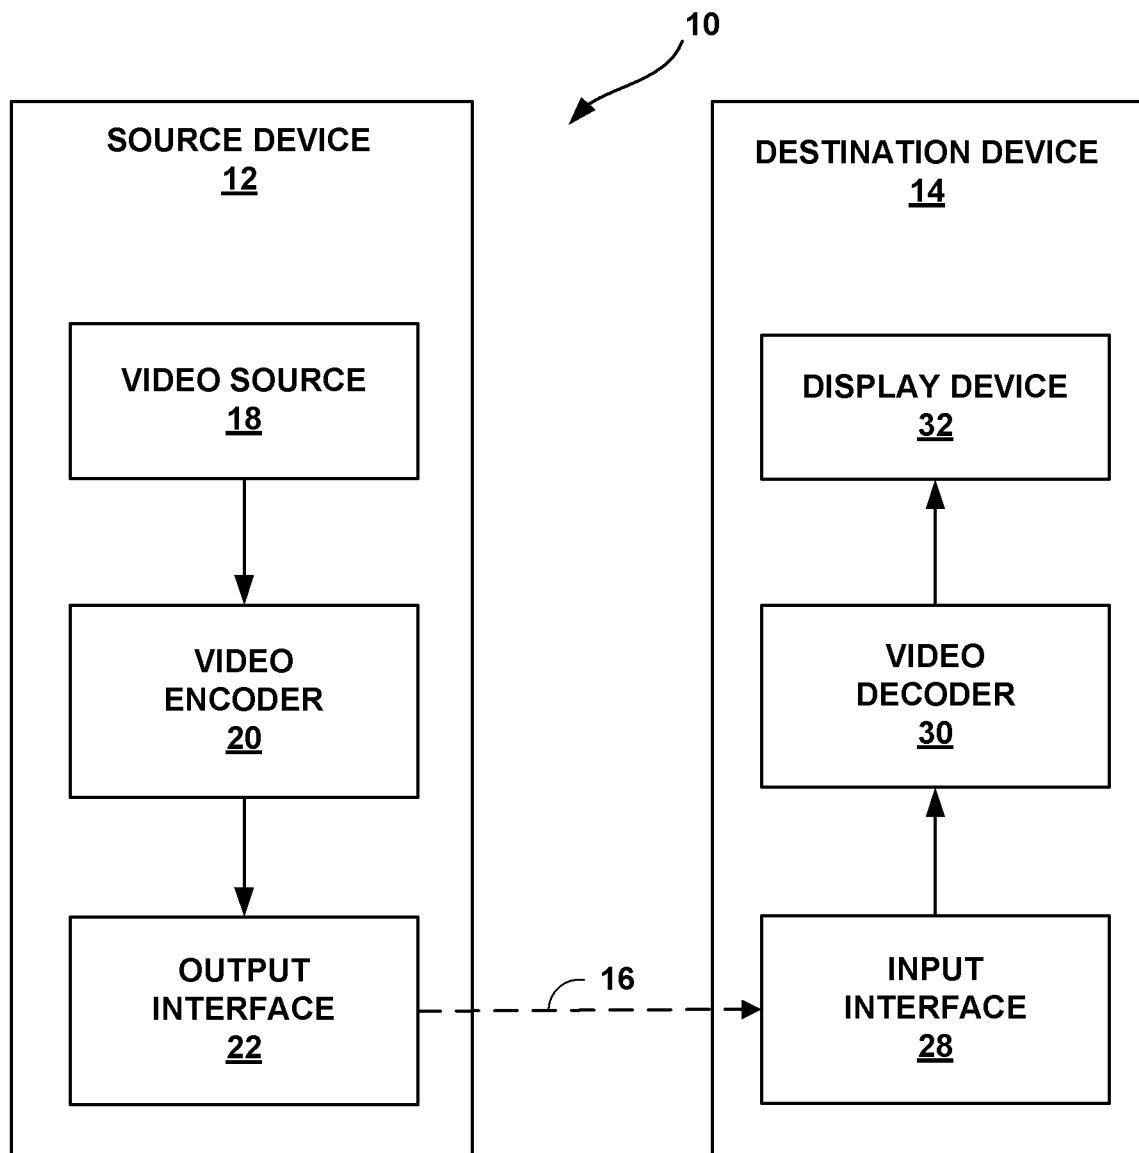 10
SOURCE DEVICE
12
VIDEO SOURCE
18
VIDEO
ENCODER
20
OUTPUT
INTERFACE
22
16
DESTINATION DEVICE
14
DISPLAY DEVICE
32
VIDEO
DECODER
30
INPUT
INTERFACE
28